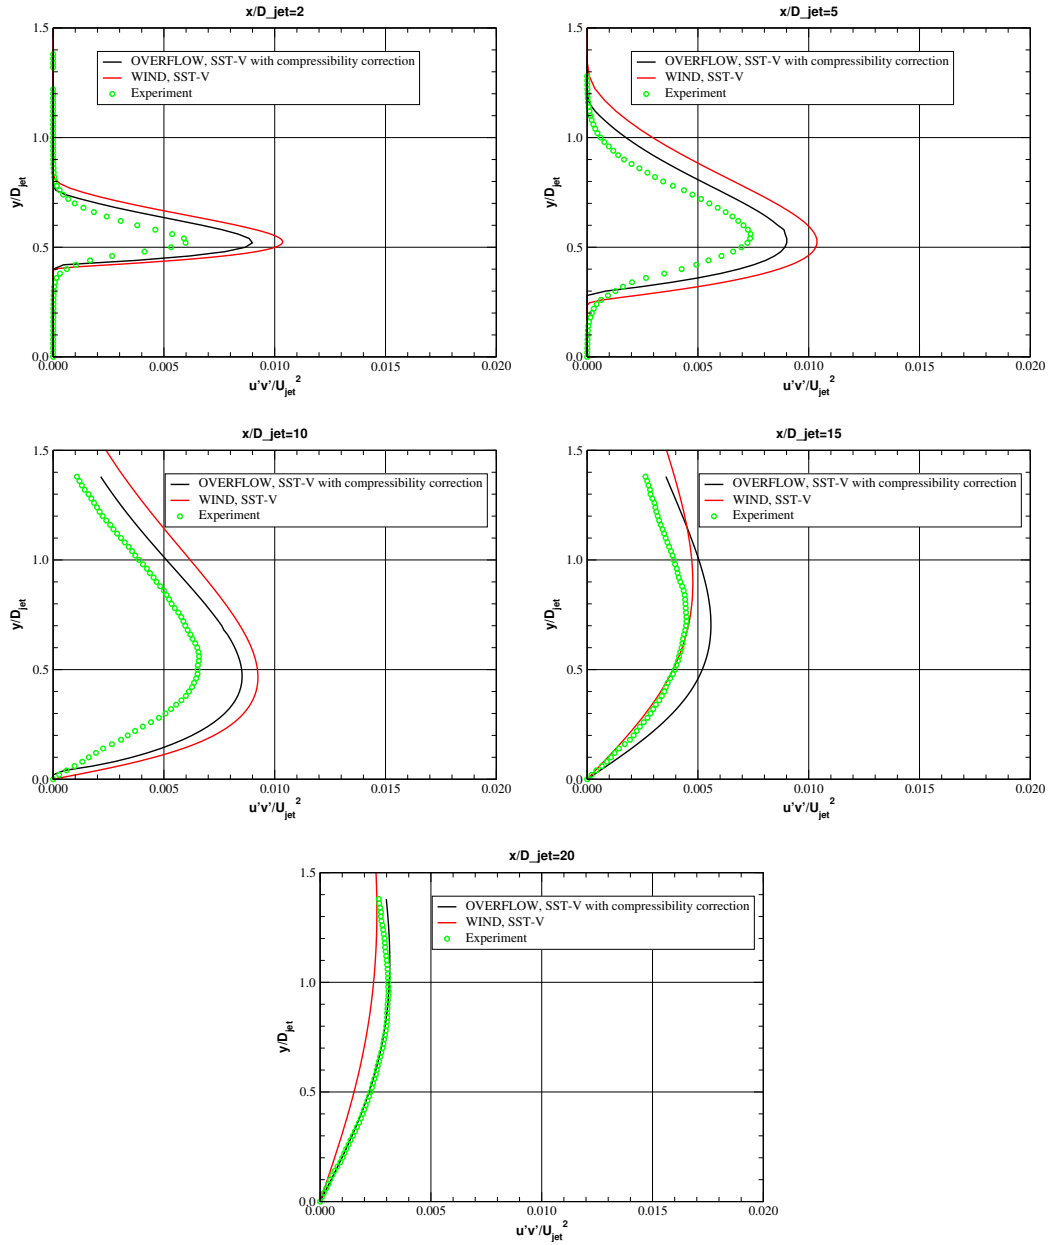 x/D_jet=2
1.5
OVERFLOW, SST-V with compressibility correction
WIND, SST-V
Experiment
1.0
y/D_jet
0.5
0.0
0.000 0.005 0.010 0.015 0.020
u'v'/U_jet^2
x/D_jet=5
1.5
OVERFLOW, SST-V with compressibility correction
WIND, SST-V
Experiment
1.0
y/D_jet
0.5
0.0
0.000 0.005 0.010 0.015 0.020
u'v'/U_jet^2
x/D_jet=10
1.5
OVERFLOW, SST-V with compressibility correction
WIND, SST-V
Experiment
1.0
y/D_jet
0.5
0.0
0.000 0.005 0.010 0.015 0.020
u'v'/U_jet^2
x/D_jet=15
1.5
OVERFLOW, SST-V with compressibility correction
WIND, SST-V
Experiment
1.0
y/D_jet
0.5
0.0
0.000 0.005 0.010 0.015 0.020
u'v'/U_jet^2
x/D_jet=20
1.5
OVERFLOW, SST-V with compressibility correction
WIND, SST-V
Experiment
1.0
y/D_jet
0.5
0.0
0.000 0.005 0.010 0.015 0.020
u'v'/U_jet^2